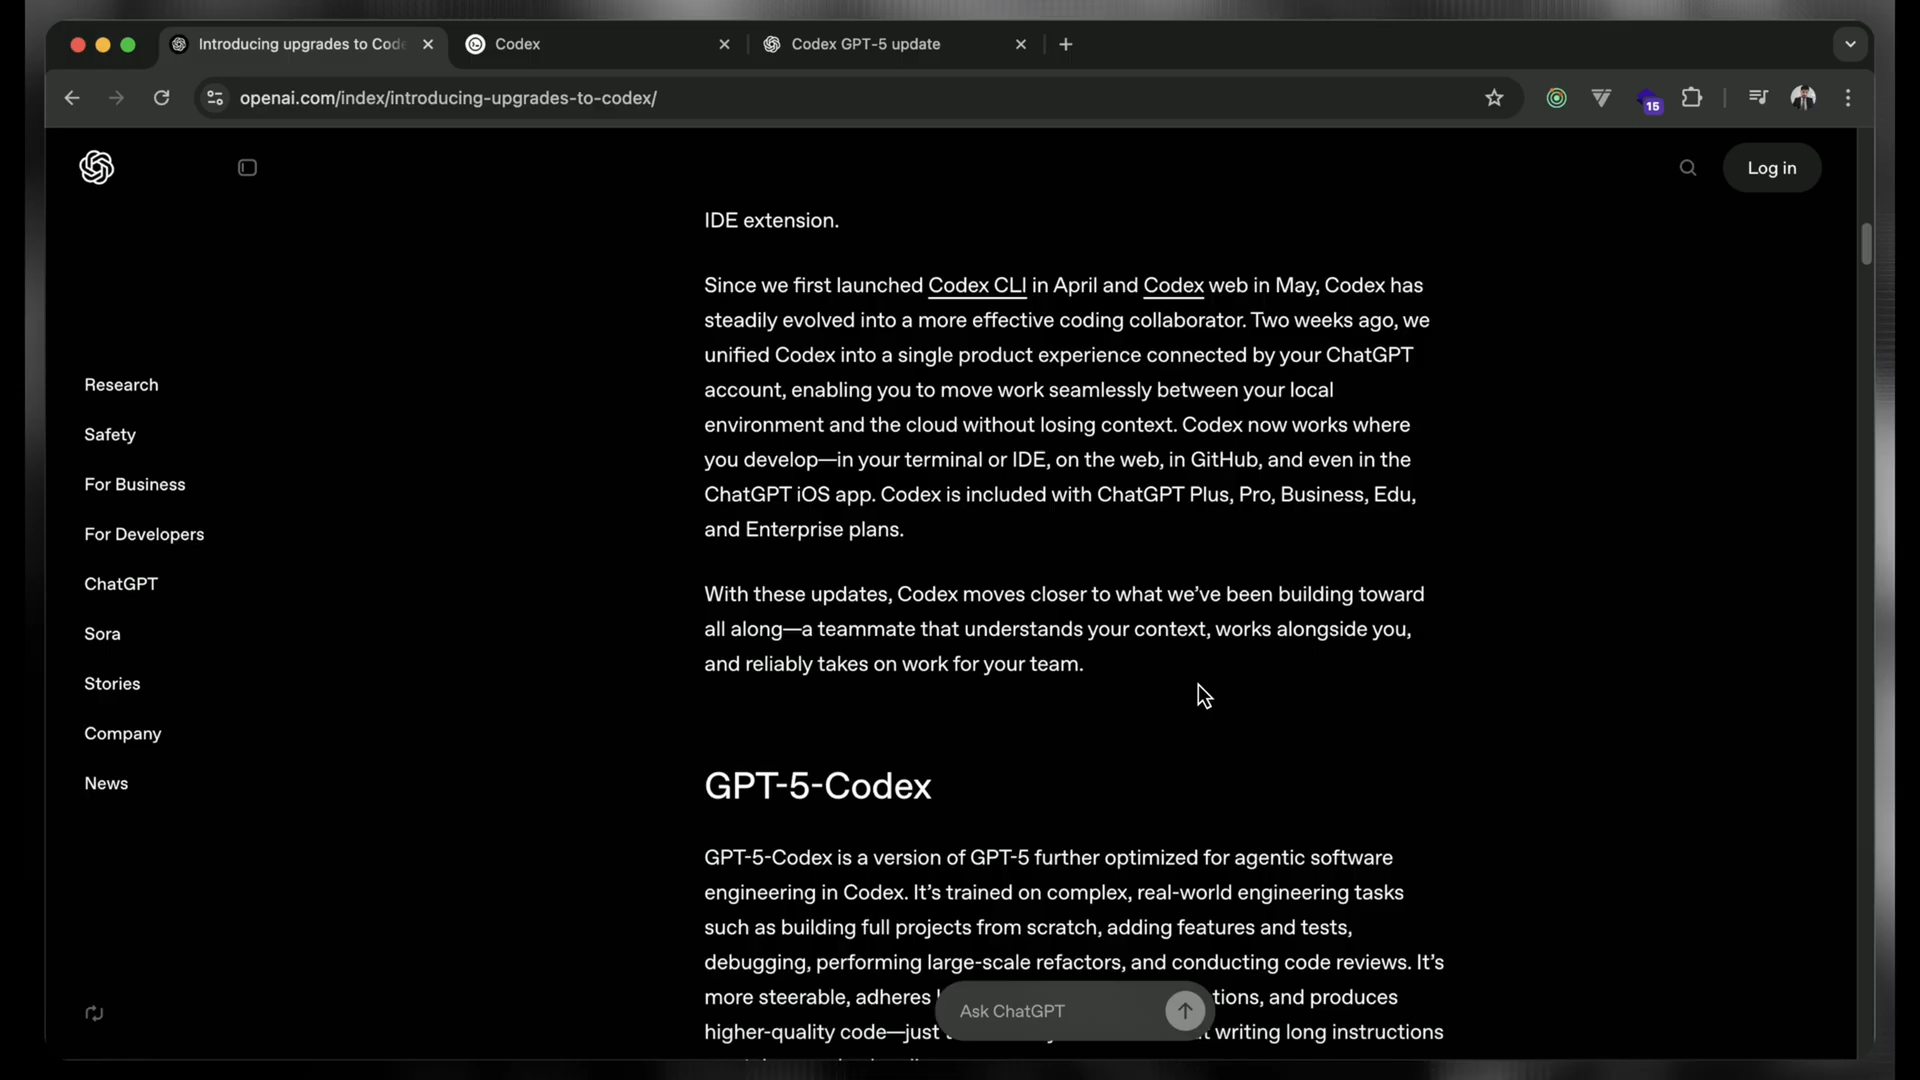 Introducing upgrades to Code
Codex
Codex GPT-5 update
openai.com/index/introducing-upgrades-to-codex/
15
Log in
Research
Safety
For Business
For Developers
ChatGPT
Sora
Stories
Company
News
IDE extension.
Since we first launched Codex CLI in April and Codex web in May, Codex has
steadily evolved into a more effective coding collaborator. Two weeks ago, we
unified Codex into a single product experience connected by your ChatGPT
account, enabling you to move work seamlessly between your local
environment and the cloud without losing context. Codex now works where
you develop—in your terminal or IDE, on the web, in GitHub, and even in the
ChatGPT iOS app. Codex is included with ChatGPT Plus, Pro, Business, Edu,
and Enterprise plans.
With these updates, Codex moves closer to what we’ve been building toward
all along—a teammate that understands your context, works alongside you,
and reliably takes on work for your team.
GPT-5-Codex
GPT-5-Codex is a version of GPT-5 further optimized for agentic software
engineering in Codex. It’s trained on complex, real-world engineering tasks
such as building full projects from scratch, adding features and tests,
debugging, performing large-scale refactors, and conducting code reviews. It’s
more steerable, adheres tions, and produces
higher-quality code—just writing long instructions
Ask ChatGPT